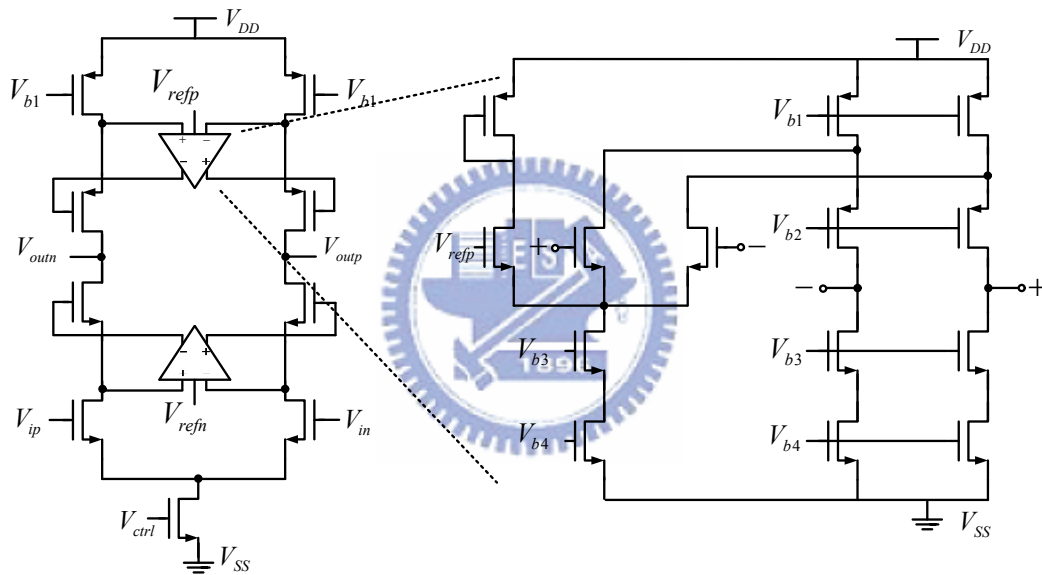 V_DD
V_b1
V_refp
V_b1
+ −
− +
V_outn
V_outp
− +
+ −
V_refn
V_ip
V_in
V_ctrl
V_SS
V_DD
V_b1
V_b2
V_refp
+
−
−
+
V_b3
V_b3
V_b4
V_b4
V_SS
E S
1896